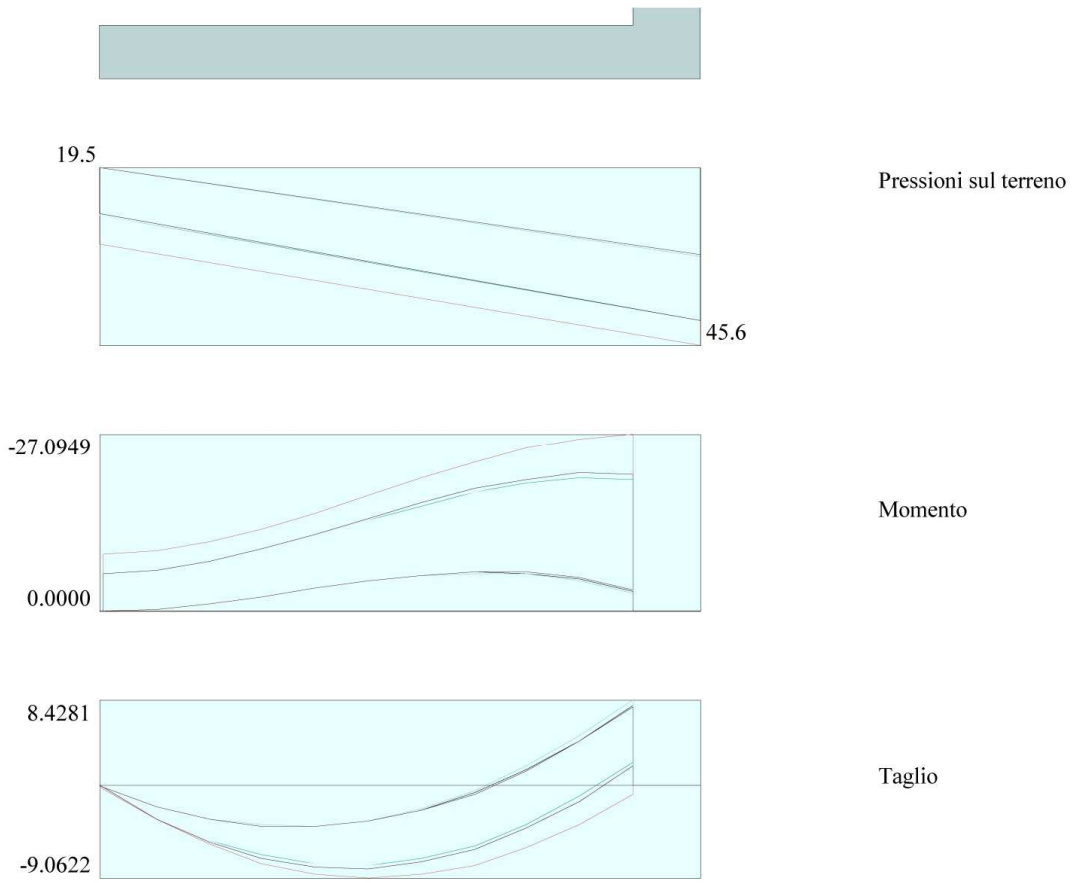 19.5
Pressioni sul terreno
45.6
-27.0949
Momento
0.0000
8.4281
Taglio
-9.0622